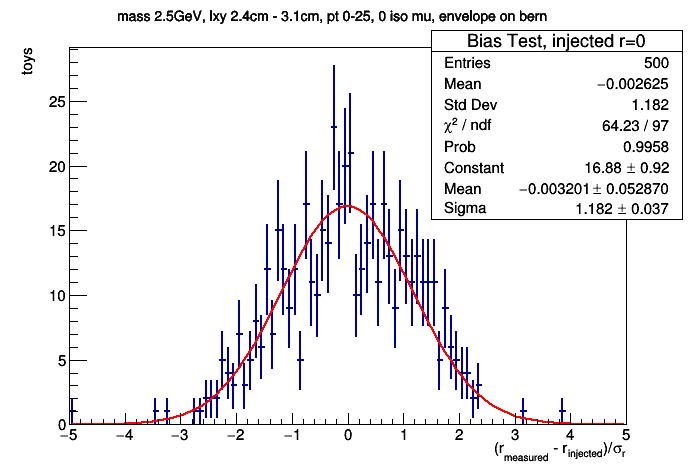 mass 2.5GeV, lxy 2.4cm - 3.1cm, pt 0-25, 0 iso mu, envelope on bern
Bias Test, injected r=0
Entries 500
Mean −0.002625
Std Dev 1.182
χ² / ndf 64.23 / 97
Prob 0.9958
Constant 16.88 ± 0.92
Mean −0.003201 ± 0.052870
Sigma 1.182 ± 0.037
toys
25
20
15
10
5
0
−5 −4 −3 −2 −1 0 1 2 3 4 5
(r_measured - r_injected)/σ_r